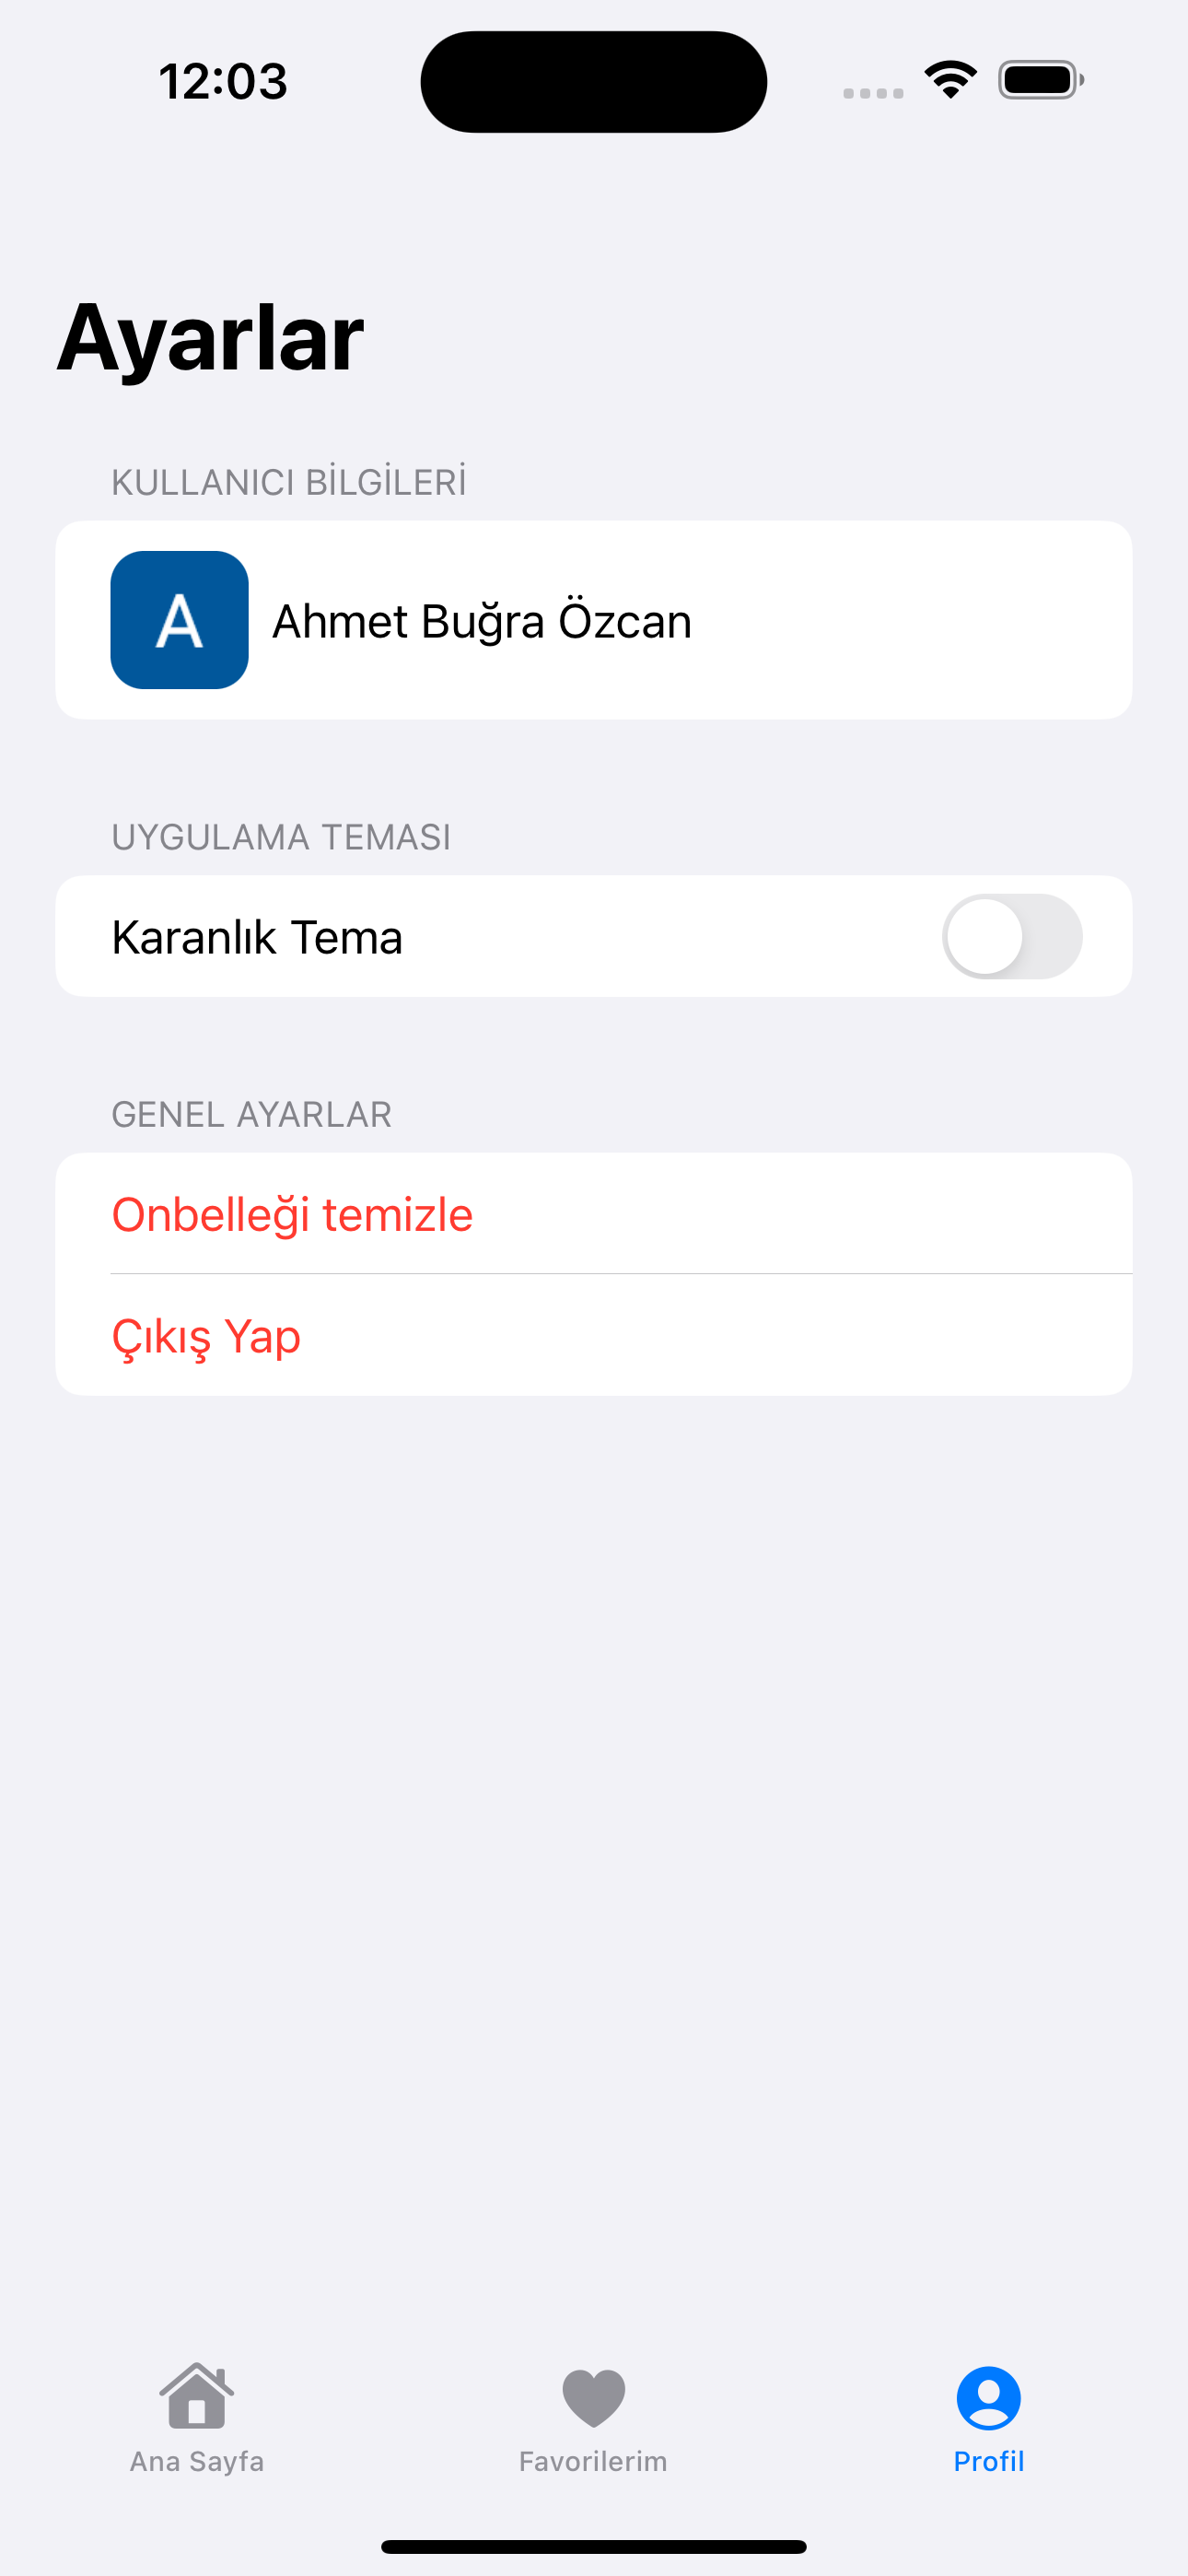 12:03
Ayarlar
KULLANICI BİLGİLERİ
A
Ahmet Buğra Özcan
UYGULAMA TEMASI
Karanlık Tema
GENEL AYARLAR
Onbelleği temizle
Çıkış Yap
Ana Sayfa
Favorilerim
Profil